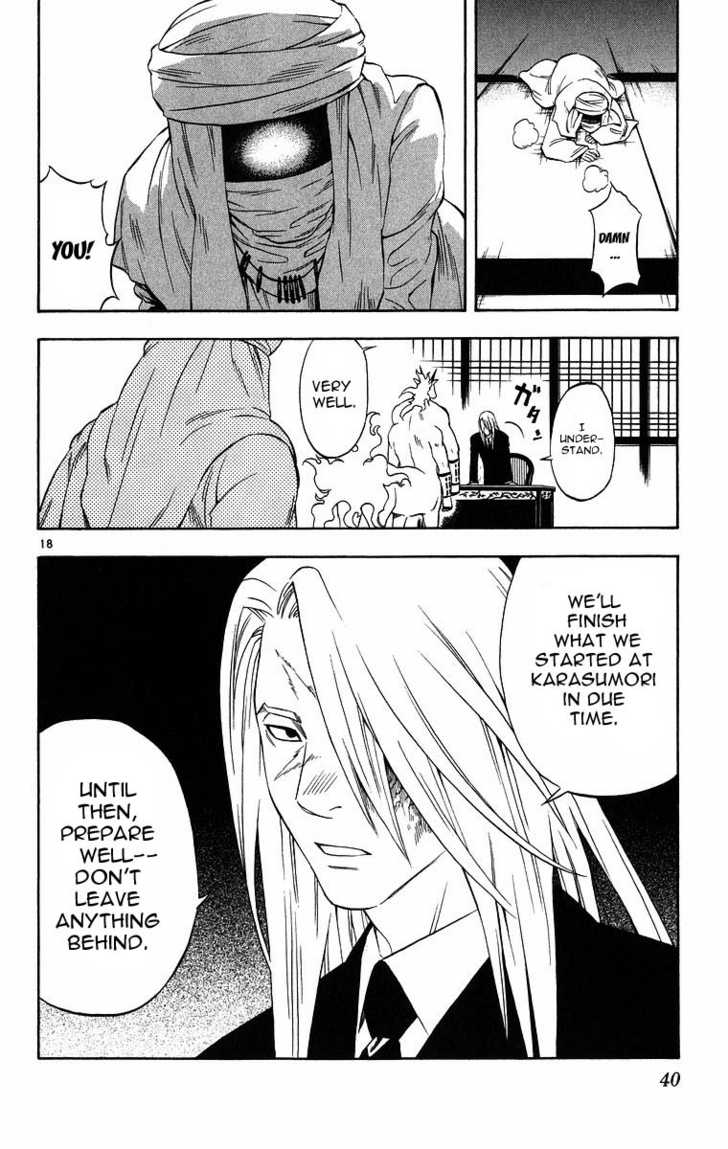 DAMN
...
YOU!
I
UNDER-
STAND.
ガタン
VERY
WELL.
18
WE'LL
FINISH
WHAT WE
STARTED AT
KARASUMORI
IN DUE
TIME.
UNTIL
THEN,
PREPARE
WELL--
DON'T
LEAVE
ANYTHING
BEHIND.
40